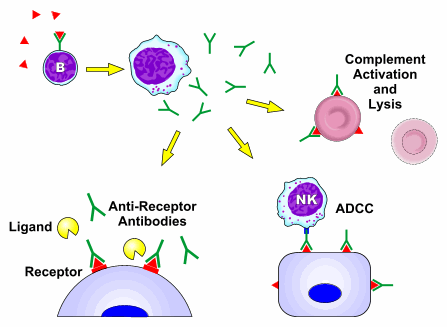 B
Complement
Activation
and
Lysis
Anti-Receptor
Antibodies
Ligand
Receptor
NK
ADCC